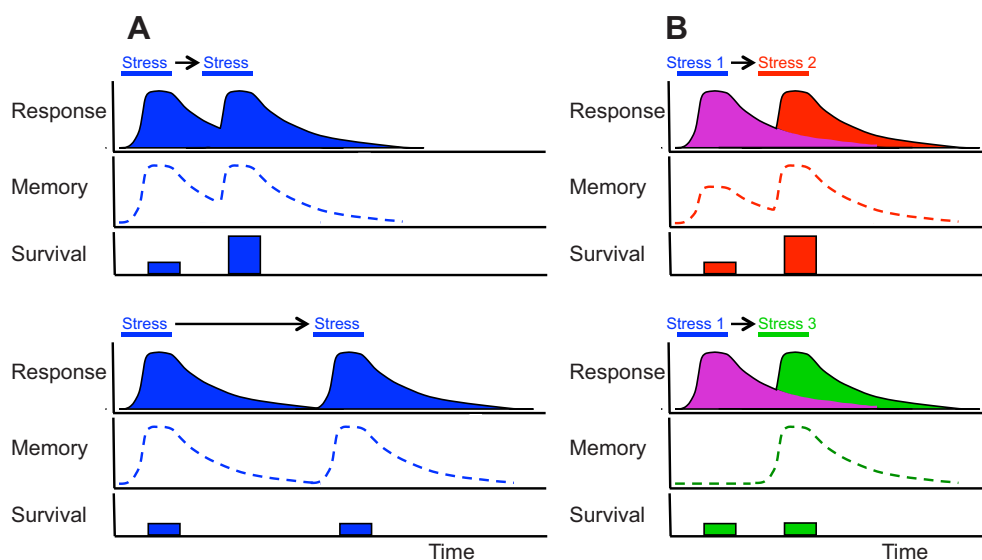 A
Stress Stress
Response
Memory
Survival
Stress Stress
Response
Memory
Survival
Time
B
Stress 1 Stress 2
Response
Memory
Survival
Stress 1 Stress 3
Response
Memory
Survival
Time